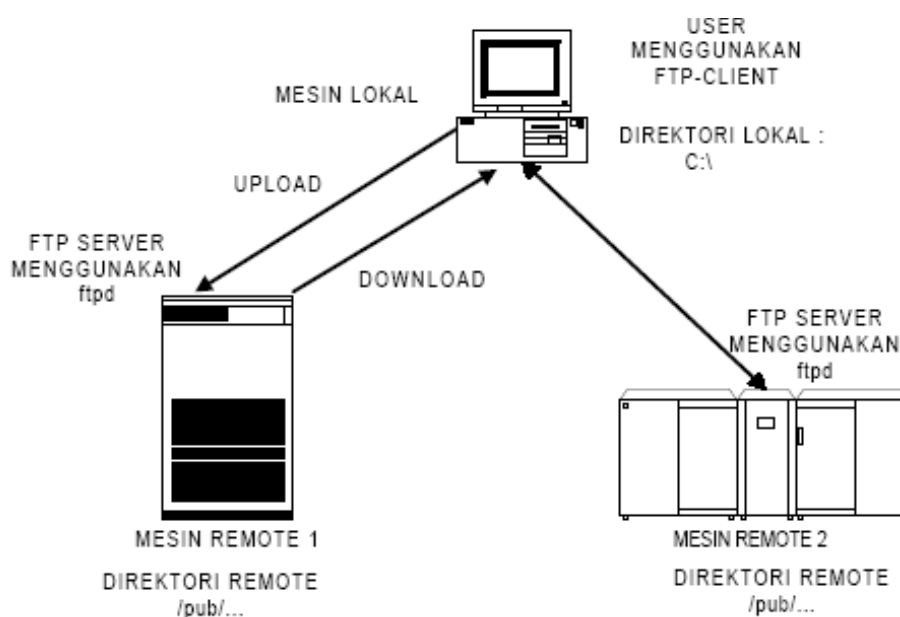 USER
MENGGUNAKAN
FTP-CLIENT
MESIN LOKAL
DIREKTORI LOKAL :
C:\
UPLOAD
FTP SERVER
MENGGUNAKAN
ftpd
DOWNLOAD
FTP SERVER
MENGGUNAKAN
ftpd
MESIN REMOTE 1
DIREKTORI REMOTE
/pub/...
MESIN REMOTE 2
DIREKTORI REMOTE
/pub/...